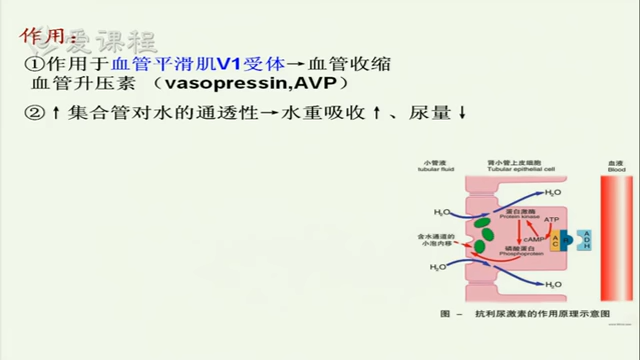 作用：
爱课程
①作用于血管平滑肌V1受体→血管收缩
血管升压素 （vasopressin,AVP）
②↑集合管对水的通透性→水重吸收↑、尿量↓
小管液
tubular fluid
肾小管上皮细胞
Tubular epithelial cell
血液
Blood
H₂O
H₂O
蛋白激酶
Protein kinase
ATP
含水通道的
小泡内移
cAMP
AC
R
ADH
磷酸蛋白
Phosphoprotein
H₂O
H₂O
图 － 抗利尿激素的作用原理示意图